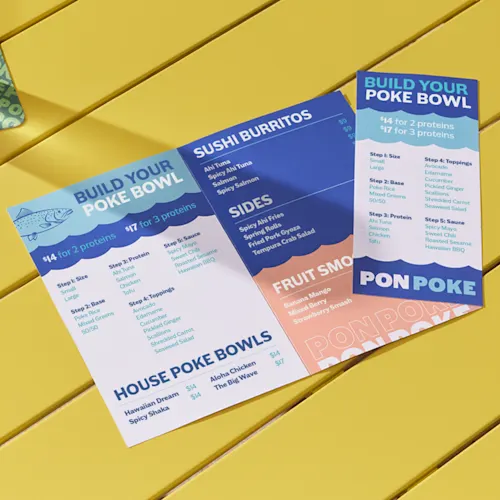 BUILD YOUR
POKE BOWL
$14 for 2 proteins $17 for 3 proteins
Step 1: Size
Small
Large
Step 2: Base
Poke Rice
Mixed Greens
50/50
Step 3: Protein
Ahi Tuna
Salmon
Chicken
Tofu
Step 4: Toppings
Avocado
Edamame
Cucumber
Pickled Ginger
Scallions
Shredded Carrot
Seaweed Salad
Step 5: Sauce
Spicy Mayo
Sweet Chili
Roasted Sesame
Hawaiian BBQ
HOUSE POKE BOWLS
Hawaiian Dream $14
Spicy Shaka $14
Aloha Chicken $14
The Big Wave $17
SUSHI BURRITOS
Ahi Tuna $9
Spicy Ahi Tuna $9
Salmon
Spicy Salmon
SIDES
Spicy Ahi Fries
Spring Rolls
Fried Pork Gyoza
Tempura Crab Salad
FRUIT SMO
Banana Mango
Mixed Berry
Strawberry Smash
PON POKE
PON POKE
BUILD YOUR
POKE BOWL
$14 for 2 proteins
$17 for 3 proteins
Step 1: Size
Small
Large
Step 2: Base
Poke Rice
Mixed Greens
50/50
Step 3: Protein
Ahi Tuna
Salmon
Chicken
Tofu
Step 4: Toppings
Avocado
Edamame
Cucumber
Pickled Ginger
Scallions
Shredded Carrot
Seaweed Salad
Step 5: Sauce
Spicy Mayo
Sweet Chili
Roasted Sesame
Hawaiian BBQ
PON POKE